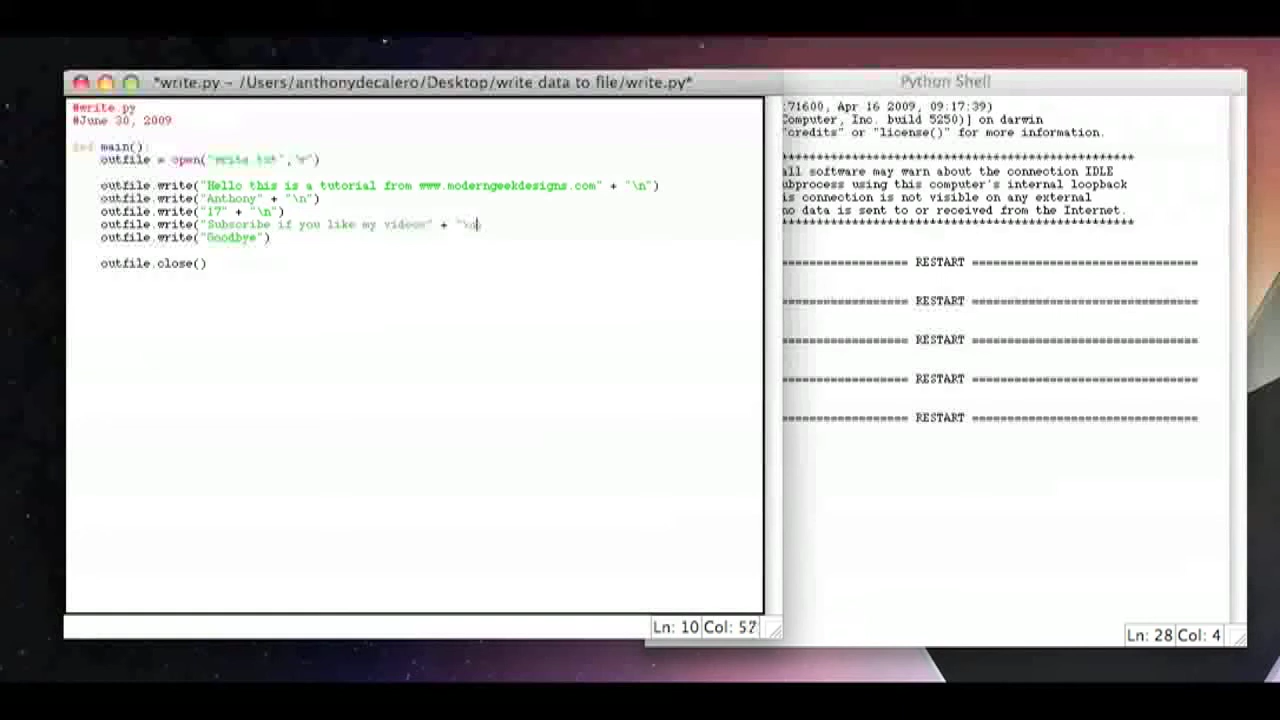 *write.py - /Users/anthonydecalero/Desktop/write data to file/write.py*
#write.py
#June 30, 2009
def main():
outfile = open("write.txt","w")
outfile.write("Hello this is a tutorial from www.moderngeekdesigns.com" + "\n")
outfile.write("Anthony" + "\n")
outfile.write("17" + "\n")
outfile.write("Subscribe if you like my videos" + "\n
outfile.write("Goodbye")
outfile.close()
Ln: 10 Col: 57
Python Shell
:71600, Apr 16 2009, 09:17:39)
Computer, Inc. build 5250)] on darwin
"credits" or "license()" for more information.
****************************************************
all software may warn about the connection IDLE
ubprocess using this computer's internal loopback
is connection is not visible on any external
no data is sent to or received from the Internet.
****************************************************
================== RESTART ================================
================== RESTART ================================
================== RESTART ================================
================== RESTART ================================
================== RESTART ================================
Ln: 28 Col: 4